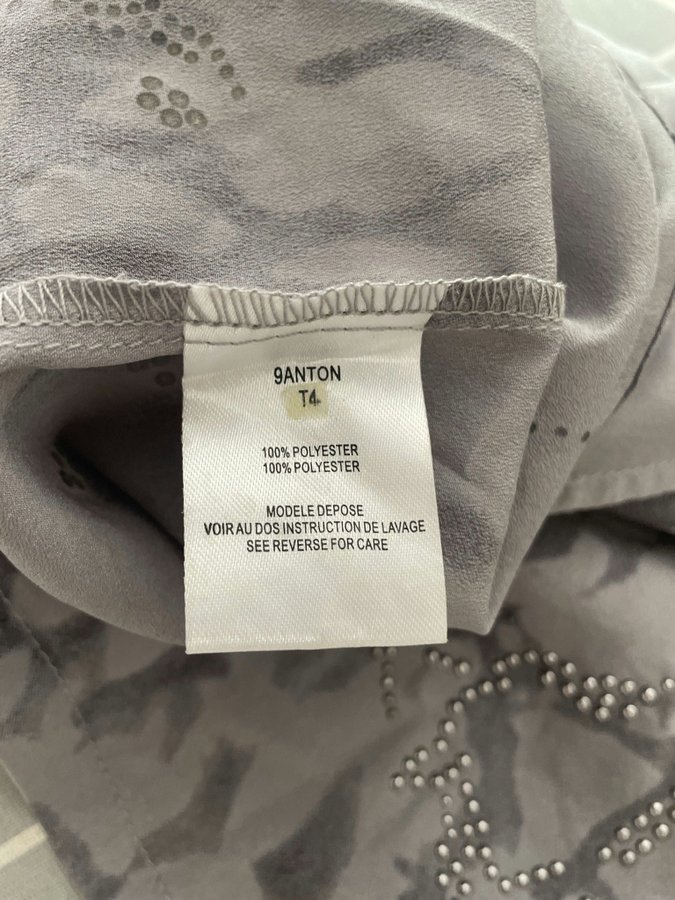 9ANTON
T4
100% POLYESTER
100% POLYESTER
MODELE DEPOSE
VOIR AU DOS INSTRUCTION DE LAVAGE
SEE REVERSE FOR CARE